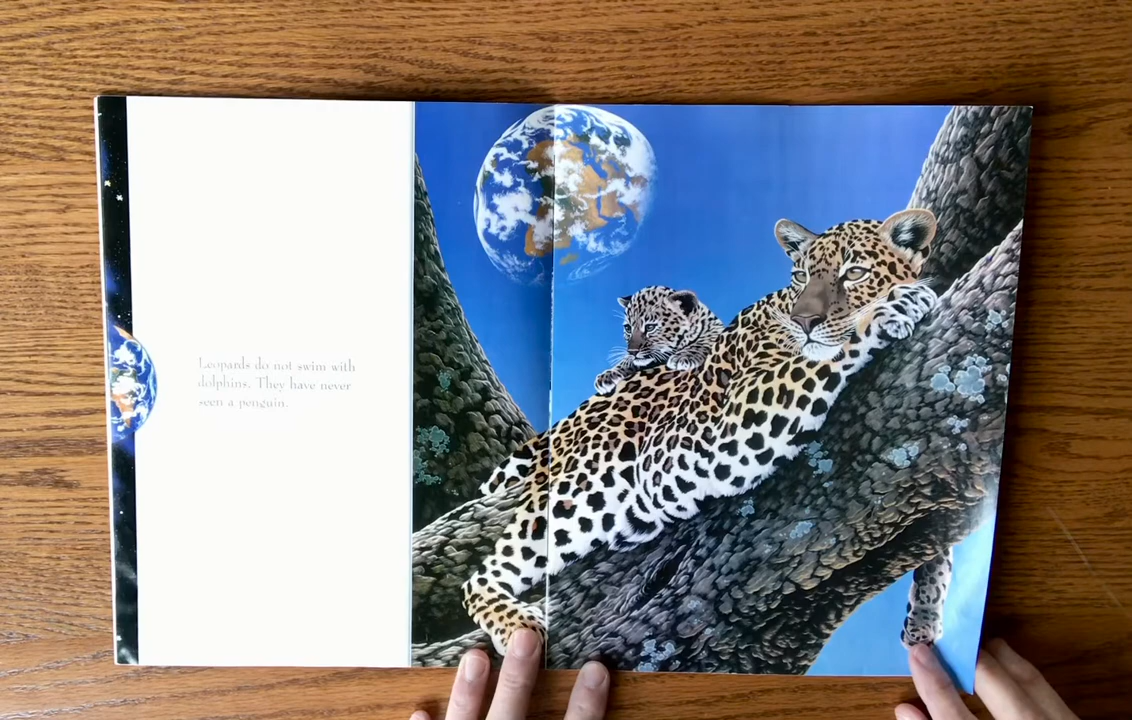 Leopards do not swim with
dolphins. They have never
seen a penguin.